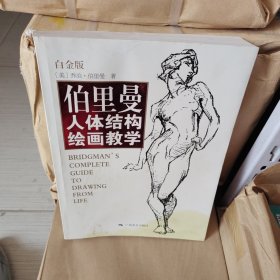 白金版
［美］乔治·伯里曼 著
伯里曼
人体结构
绘画教学
BRIDGMAN'S
COMPLETE
GUIDE
TO
DRAWING
FROM
LIFE